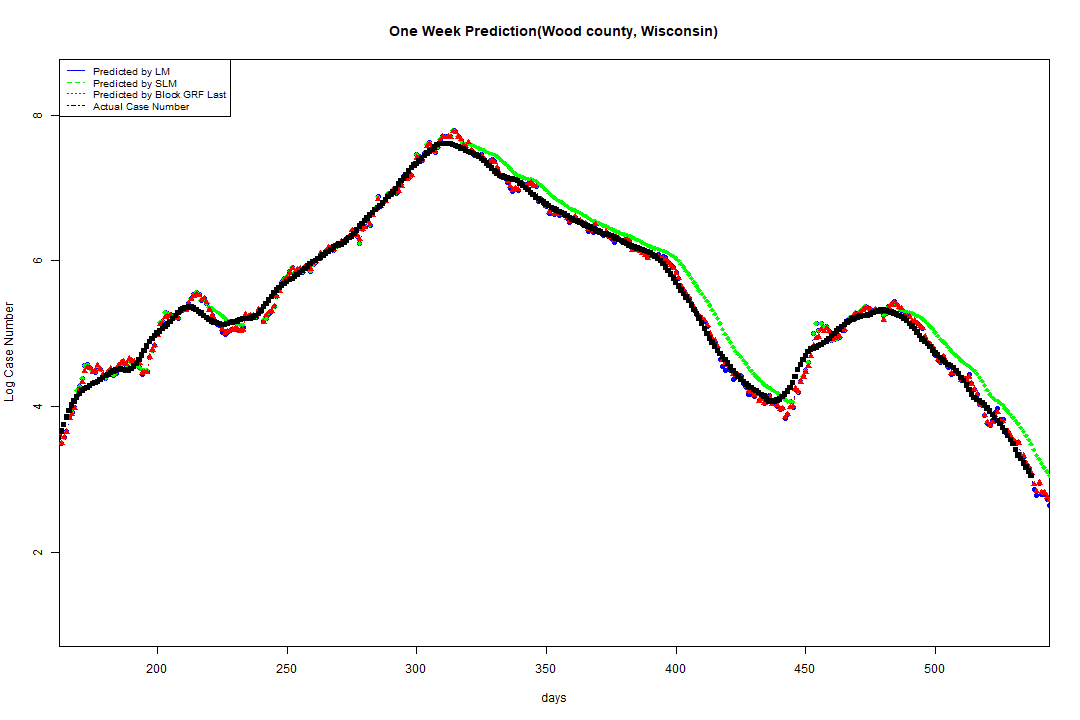 One Week Prediction(Wood county, Wisconsin)
Predicted by LM
Predicted by SLM
Predicted by Block GRF Last
Actual Case Number
8
6
4
2
Log Case Number
200 250 300 350 400 450 500
days